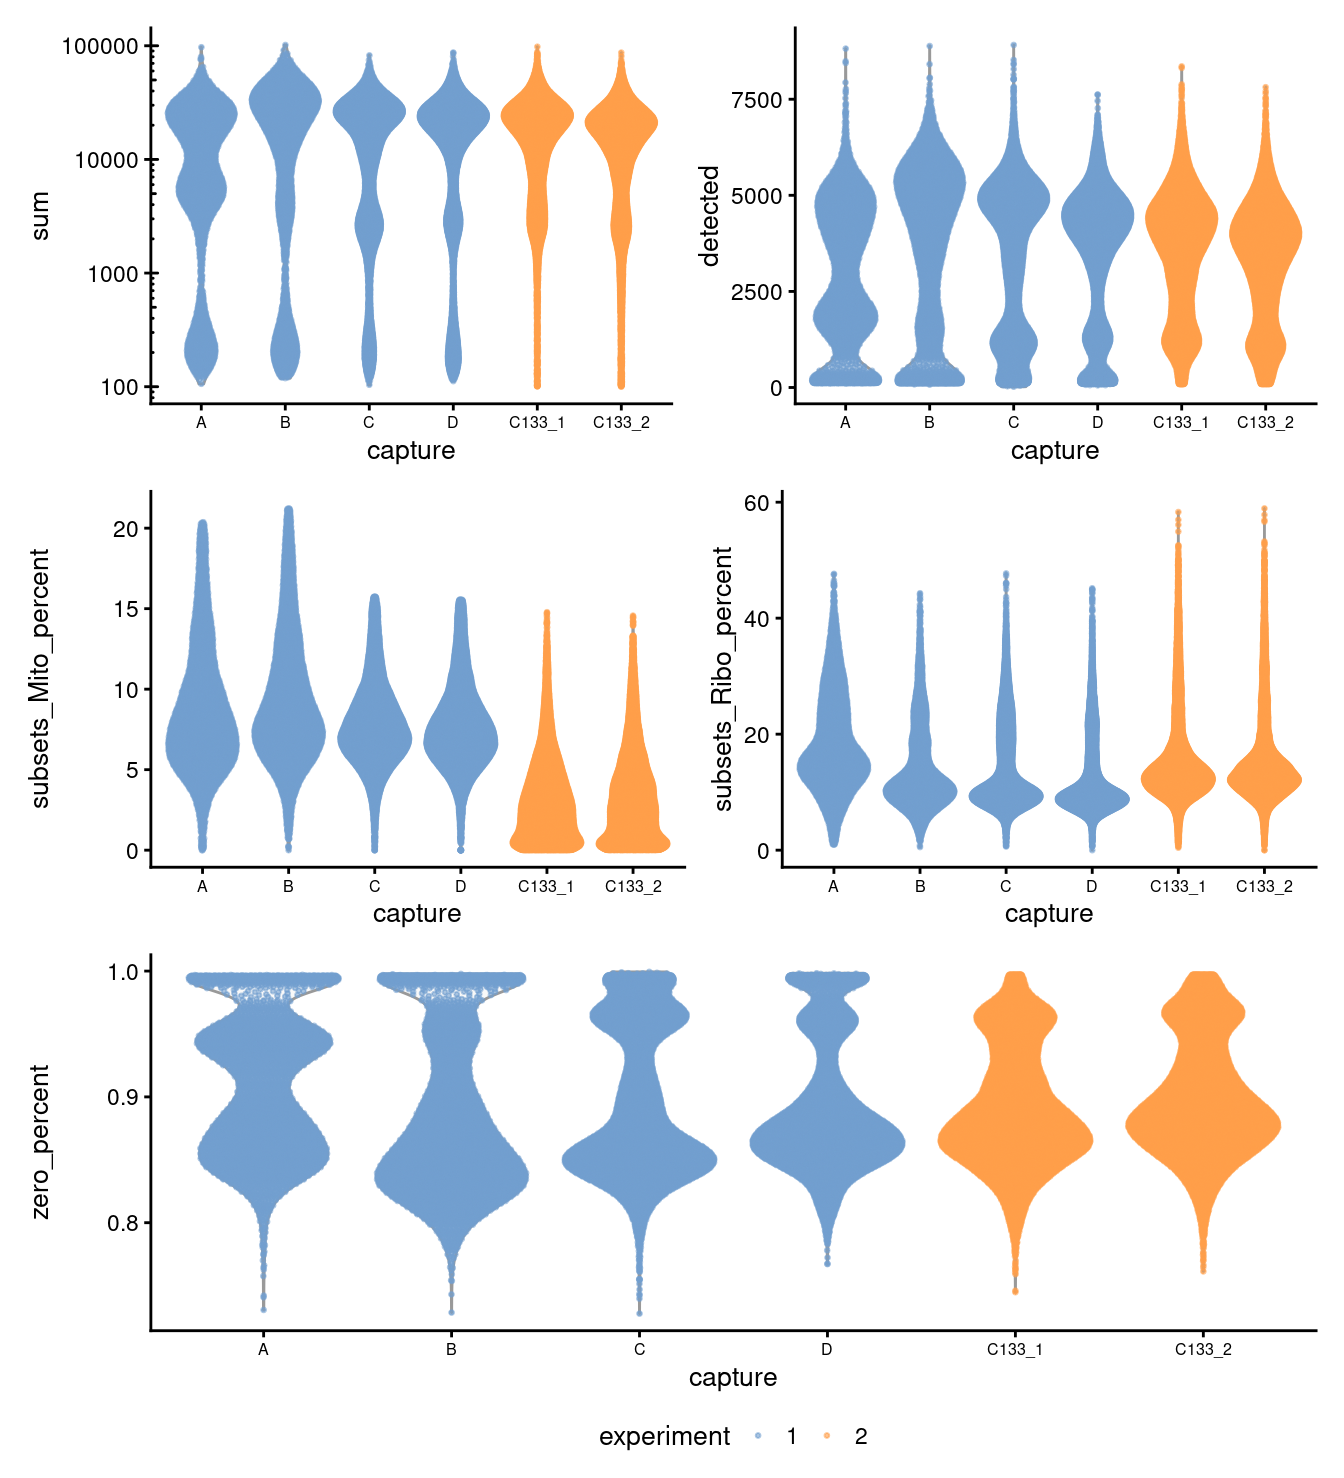 sum
100000
10000
1000
100
A B C D C133_1 C133_2
capture
detected
7500
5000
2500
0
A B C D C133_1 C133_2
capture
subsets_Mito_percent
20
15
10
5
0
A B C D C133_1 C133_2
capture
subsets_Ribo_percent
60
40
20
0
A B C D C133_1 C133_2
capture
zero_percent
1.0
0.9
0.8
A B C D C133_1 C133_2
capture
experiment 1 2